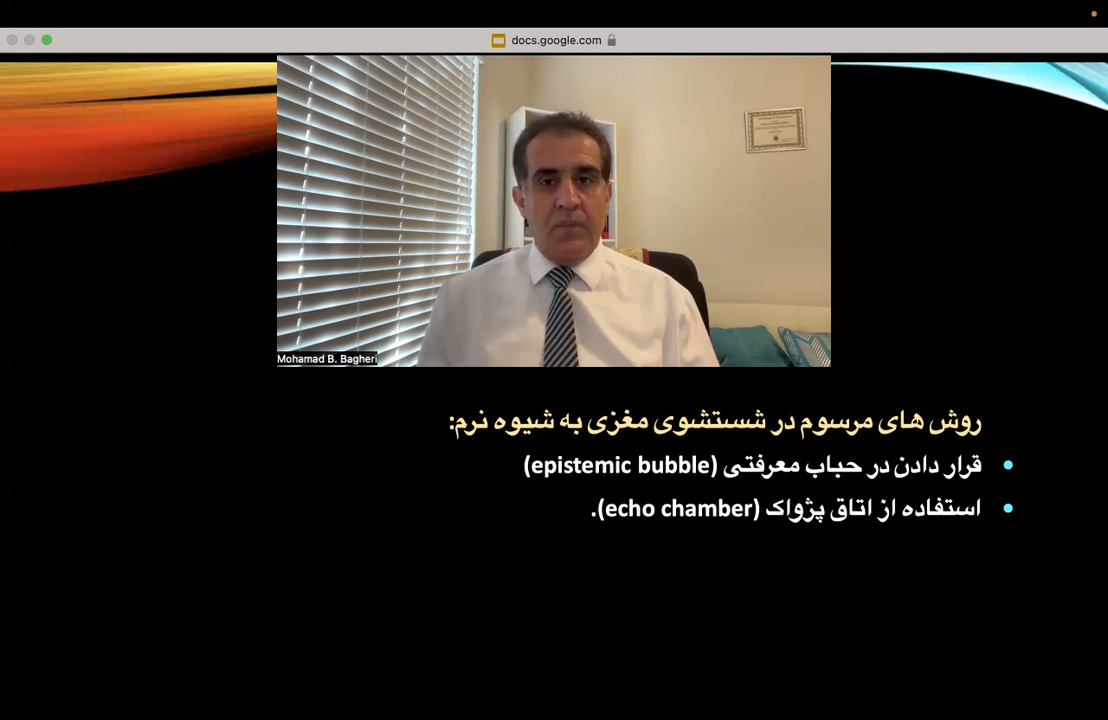 docs.google.com
Mohamad B. Bagheri
روش های مرسوم در شستشوی مغزی به شیوه نرم:
قرار دادن در حباب معرفتی (epistemic bubble)
استفاده از اتاق پژواک (echo chamber).